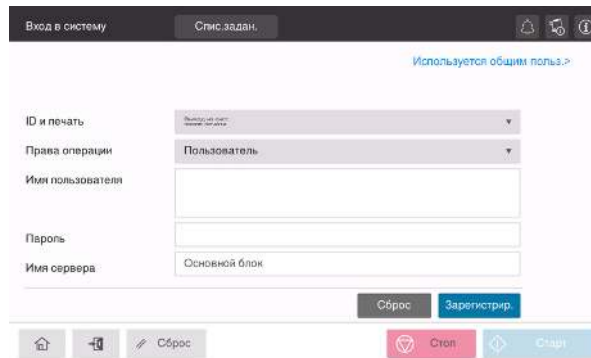 Вход в систему
Спис.задан.
Используется общим польз.>
ID и печать
Права операции
Пользователь
Имя пользователя
Пароль
Имя сервера
Основной блок
Сброс
Зарегистрир.
Сброс
Стоп
Старт